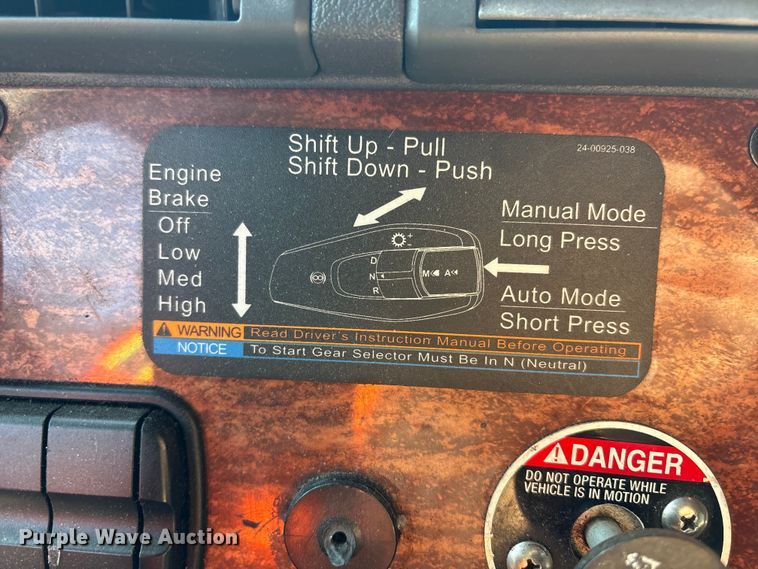 Shift Up - Pull
Shift Down - Push
24-00925-038
Engine
Brake
Off
Low
Med
High
D
N
R
+
-
M
A
Manual Mode
Long Press
Auto Mode
Short Press
WARNING Read Driver's Instruction Manual Before Operating
NOTICE To Start Gear Selector Must Be In N (Neutral)
DANGER
DO NOT OPERATE WHILE
VEHICLE IS IN MOTION
Purple Wave Auction